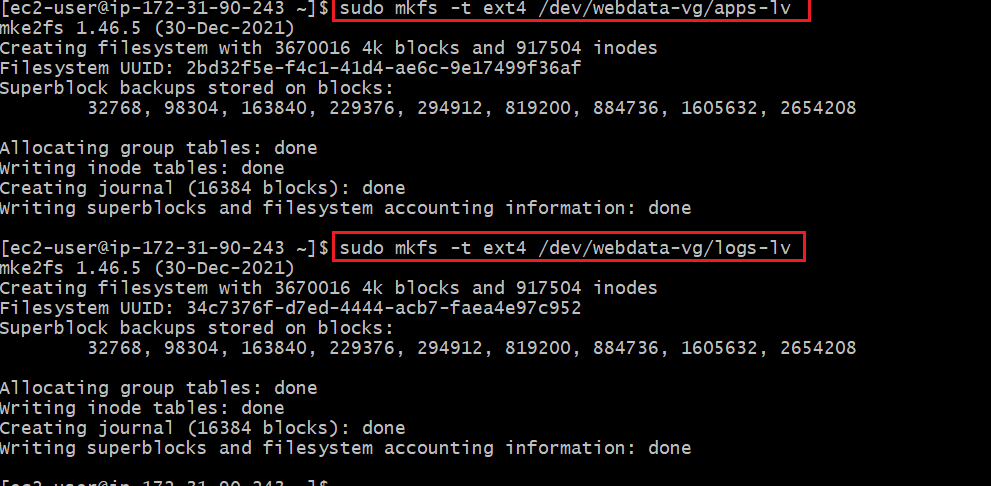 [ec2-user@ip-172-31-90-243 ~]$ sudo mkfs -t ext4 /dev/webdata-vg/apps-lv
mke2fs 1.46.5 (30-Dec-2021)
Creating filesystem with 3670016 4k blocks and 917504 inodes
Filesystem UUID: 2bd32f5e-f4c1-41d4-ae6c-9e17499f36af
Superblock backups stored on blocks:
        32768, 98304, 163840, 229376, 294912, 819200, 884736, 1605632, 2654208

Allocating group tables: done
Writing inode tables: done
Creating journal (16384 blocks): done
Writing superblocks and filesystem accounting information: done

[ec2-user@ip-172-31-90-243 ~]$ sudo mkfs -t ext4 /dev/webdata-vg/logs-lv
mke2fs 1.46.5 (30-Dec-2021)
Creating filesystem with 3670016 4k blocks and 917504 inodes
Filesystem UUID: 34c7376f-d7ed-4444-acb7-faea4e97c952
Superblock backups stored on blocks:
        32768, 98304, 163840, 229376, 294912, 819200, 884736, 1605632, 2654208

Allocating group tables: done
Writing inode tables: done
Creating journal (16384 blocks): done
Writing superblocks and filesystem accounting information: done

[ec2-user@ip-172-31-90-243 ~]$